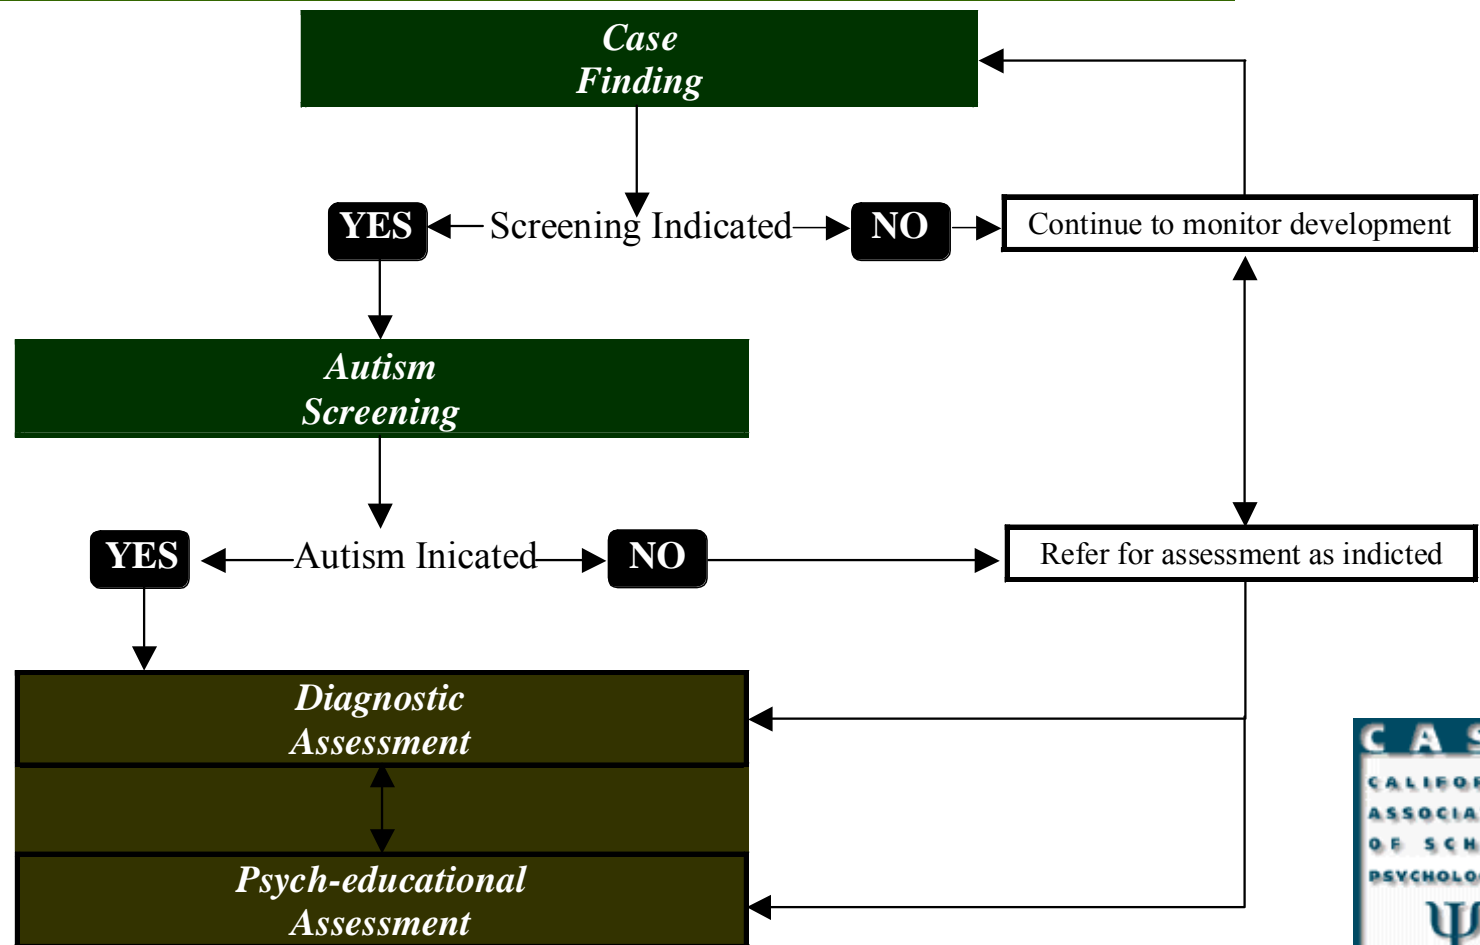 Case
Finding
YES
Screening Indicated
NO
Continue to monitor development
Autism
Screening
YES
Autism Inicated
NO
Refer for assessment as indicted
Diagnostic
Assessment
Psych-educational
Assessment
C A S
CALIFOR
ASSOCIA
OF SCH
PSYCHOLO